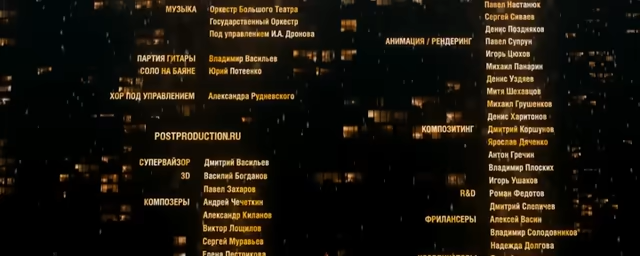 МУЗЫКА Оркестр Большого Театра
Государственный Оркестр
Под управлением И.А. Дронова
ПАРТИЯ ГИТАРЫ Владимир Васильев
СОЛО НА БАЯНЕ Юрий Потеенко
ХОР ПОД УПРАВЛЕНИЕМ Александра Рудневского
POSTPRODUCTION.RU
СУПЕРВАЙЗОР Дмитрий Васильев
3D Василий Богданов
Павел Захаров
КОМПОЗЕРЫ Андрей Чечеткин
Александр Киланов
Виктор Лощилов
Сергей Муравьев
Елена Пестрикова
Павел Настанюк
Сергей Сиваев
Денис Поздняков
АНИМАЦИЯ / РЕНДЕРИНГ Павел Супрун
Игорь Цюхов
Михаил Панарин
Денис Уздяев
Митя Шеховцов
Михаил Грушенков
Денис Харитонов
КОМПОЗИТИНГ Дмитрий Коршунов
Ярослав Дяченко
Антон Гречин
Владимир Плоских
Игорь Ушаков
R&D Роман Федотов
Дмитрий Слепичев
ФРИЛАНСЕРЫ Алексей Васин
Владимир Солодовников
Надежда Долгова